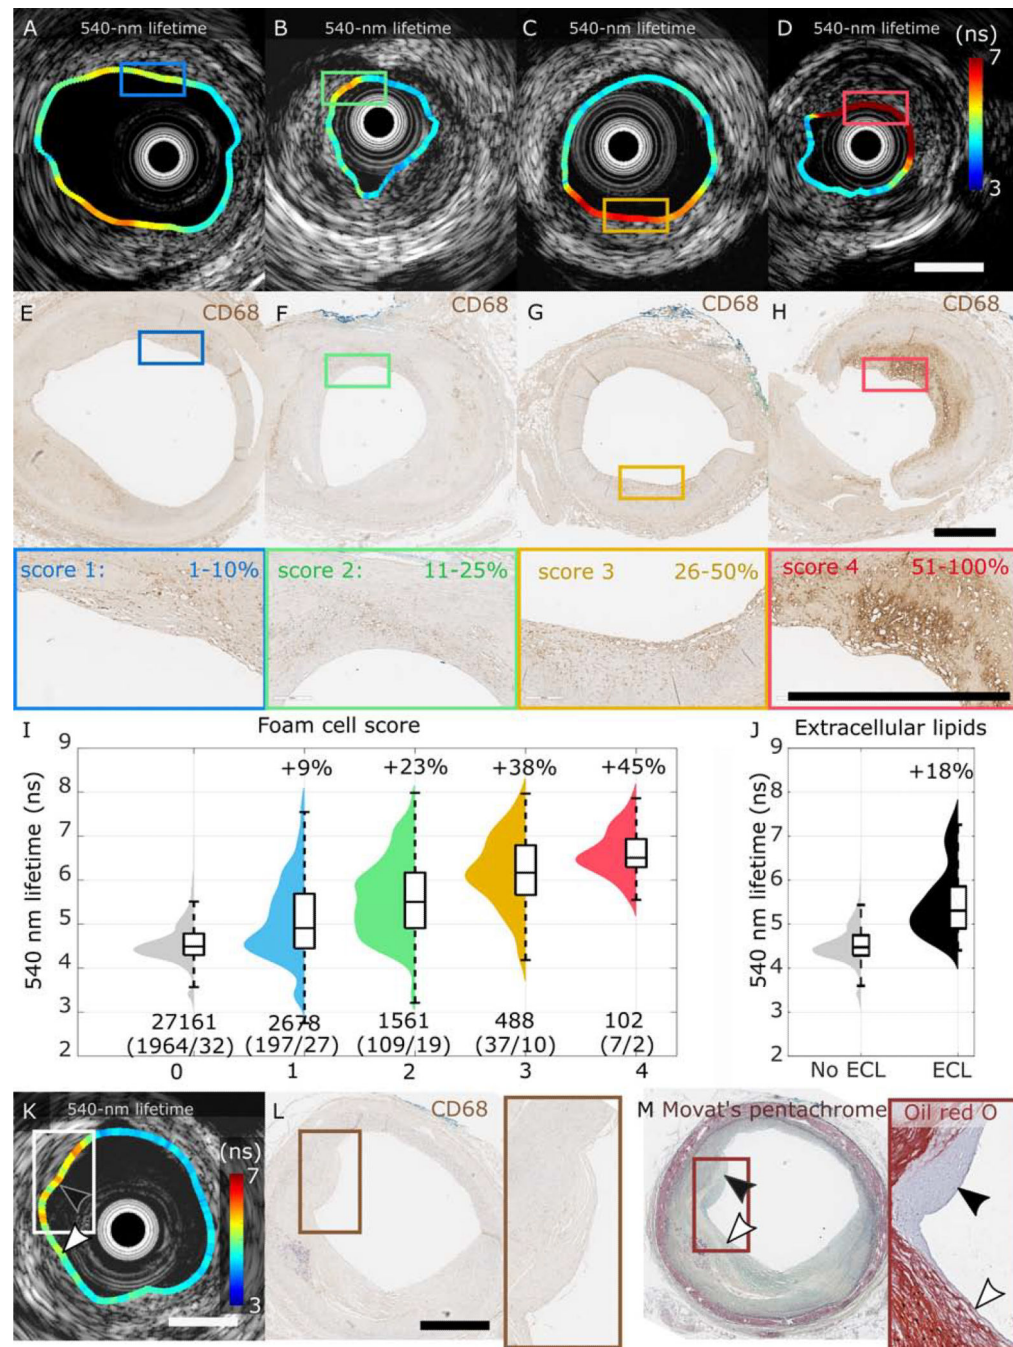 A 540-nm lifetime
B 540-nm lifetime
C 540-nm lifetime
D 540-nm lifetime
(ns)
7
3
E CD68
F CD68
G CD68
H CD68
score 1: 1-10%
score 2: 11-25%
score 3 26-50%
score 4 51-100%
I Foam cell score
540 nm lifetime (ns)
9
8
7
6
5
4
3
2
+9%
+23%
+38%
+45%
27161
(1964/32)
2678
(197/27)
1561
(109/19)
488
(37/10)
102
(7/2)
0 1 2 3 4
J Extracellular lipids
540 nm lifetime (ns)
9
8
7
6
5
4
3
2
+18%
No ECL ECL
K 540-nm lifetime
(ns)
7
3
L CD68
M Movat's pentachrome
Oil red O